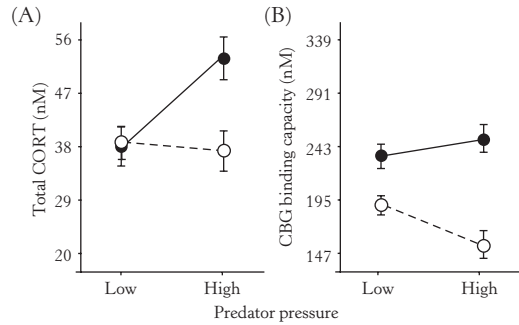 (A)
Total CORT (nM)
56
47
38
29
20
Low
High
(B)
CBG binding capacity (nM)
339
291
243
195
147
Low
High
Predator pressure